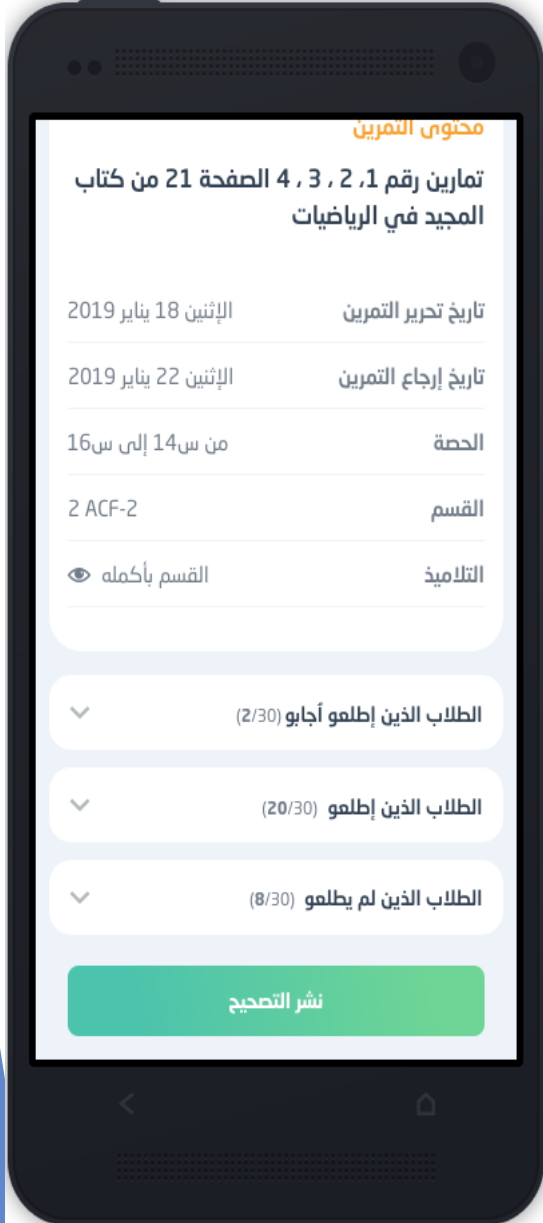 محتوى التمرين
تمارين رقم 1، 2 ، 3 ، 4 الصفحة 21 من كتاب
المجيد في الرياضيات
تاريخ تحرير التمرين الإثنين 18 يناير 2019
تاريخ إرجاع التمرين الإثنين 22 يناير 2019
الحصة من س14 إلى س16
القسم 2 ACF-2
التلاميذ القسم بأكمله
الطلاب الذين إطلعو أجابو (2/30)
الطلاب الذين إطلعو (20/30)
الطلاب الذين لم يطلعو (8/30)
نشر التصحيح